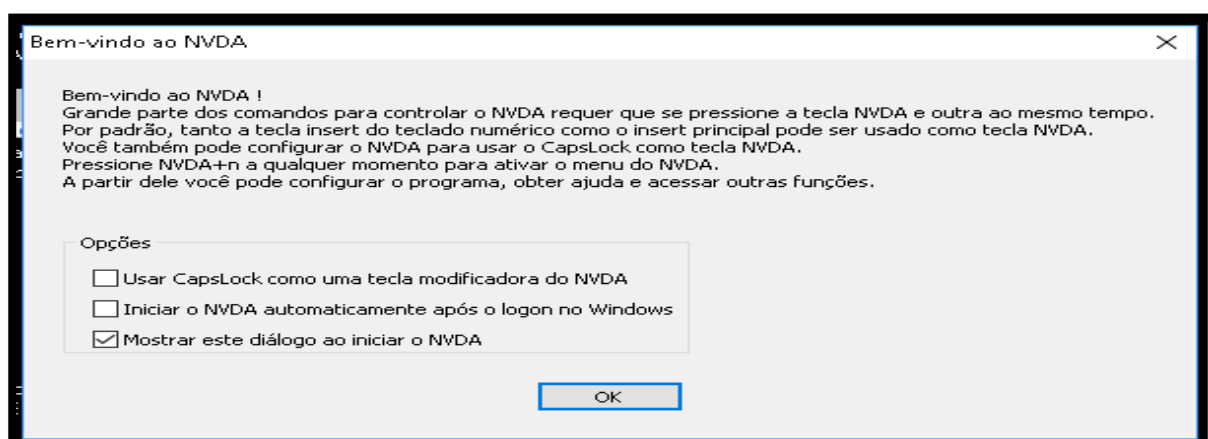 Bem-vindo ao NVDA
Bem-vindo ao NVDA !
Grande parte dos comandos para controlar o NVDA requer que se pressione a tecla NVDA e outra ao mesmo tempo.
Por padrão, tanto a tecla insert do teclado numérico como o insert principal pode ser usado como tecla NVDA.
Você também pode configurar o NVDA para usar o CapsLock como tecla NVDA.
Pressione NVDA+n a qualquer momento para ativar o menu do NVDA.
A partir dele você pode configurar o programa, obter ajuda e acessar outras funções.
Opções
Usar CapsLock como uma tecla modificadora do NVDA
Iniciar o NVDA automaticamente após o logon no Windows
Mostrar este diálogo ao iniciar o NVDA
OK